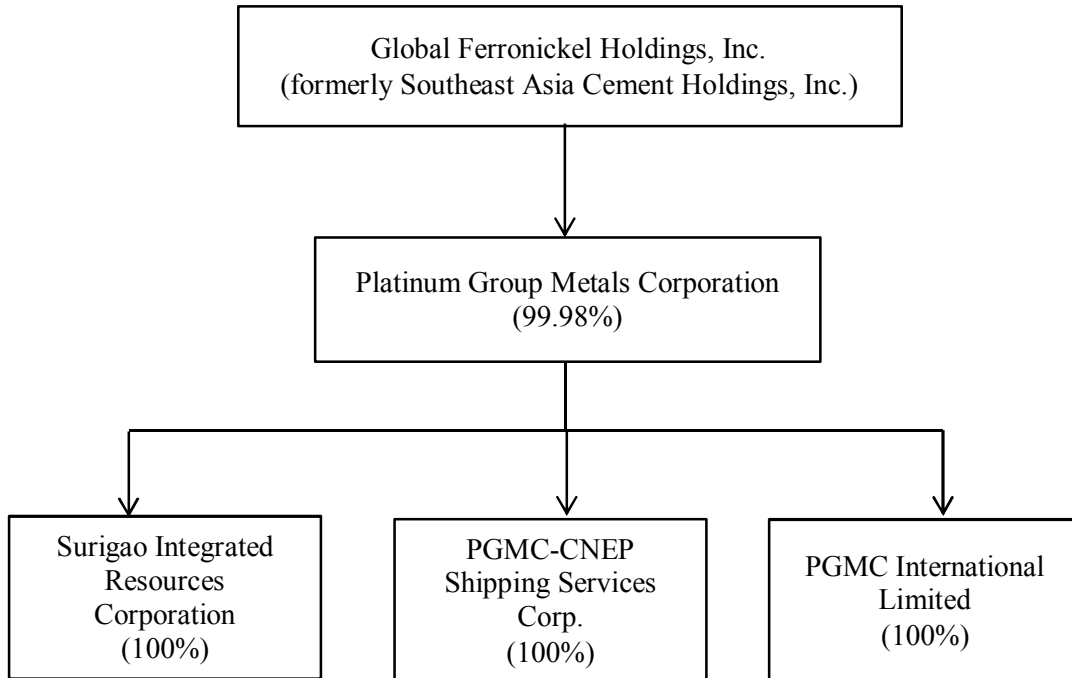 Global Ferronickel Holdings, Inc.
(formerly Southeast Asia Cement Holdings, Inc.)
Platinum Group Metals Corporation
(99.98%)
Surigao Integrated
Resources
Corporation
(100%)
PGMC-CNEP
Shipping Services
Corp.
(100%)
PGMC International
Limited
(100%)